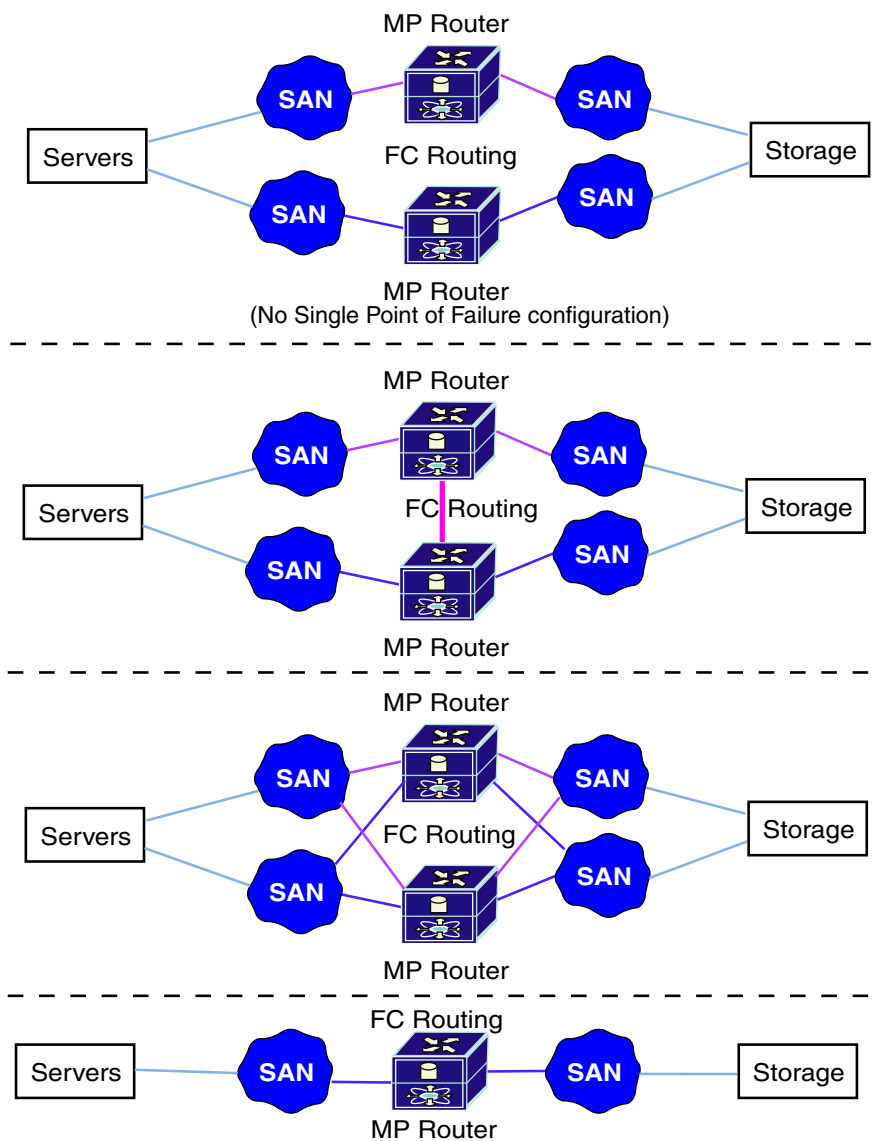 MP Router
SAN
SAN
Servers
FC Routing
Storage
SAN
SAN
MP Router
(No Single Point of Failure configuration)
MP Router
SAN
SAN
Servers
FC Routing
Storage
SAN
SAN
MP Router
MP Router
SAN
SAN
Servers
FC Routing
Storage
SAN
SAN
MP Router
FC Routing
Servers
SAN
SAN
Storage
MP Router